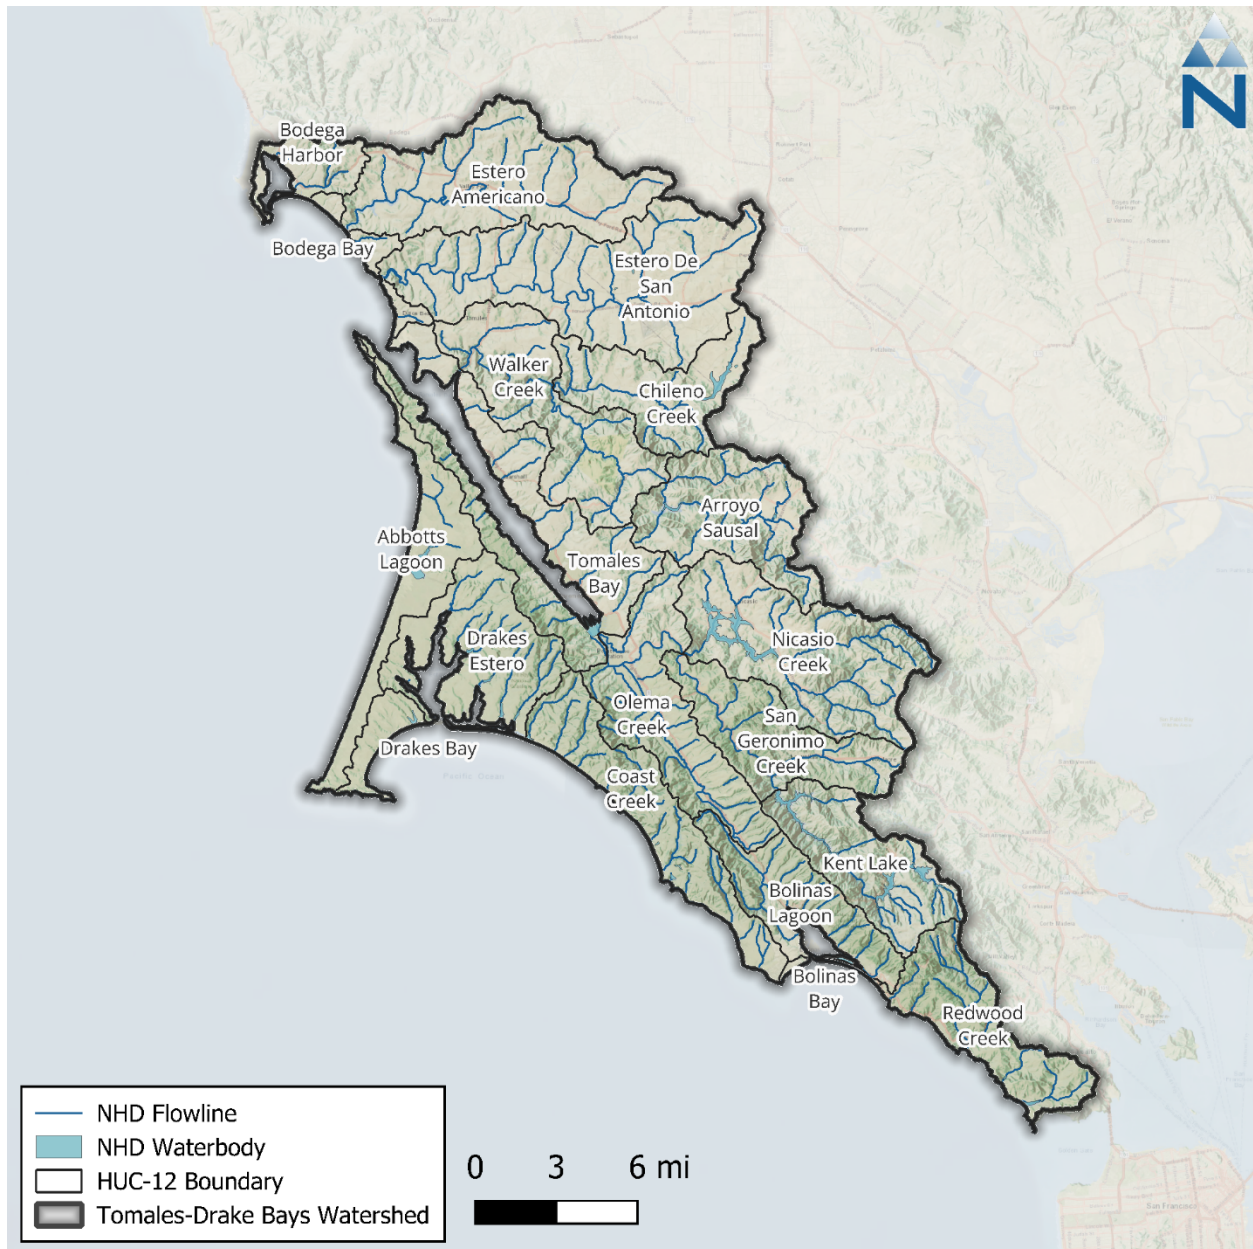 N
Bodega
Harbor
Estero
Americano
Bodega Bay
Estero De
San
Antonio
Walker
Creek
Chileno
Creek
Arroyo
Sausal
Abbotts
Lagoon
Tomales
Bay
Drakes
Estero
Nicasio
Creek
Olema
Creek
San
Geronimo
Creek
Drakes Bay
Coast
Creek
Kent Lake
Bolinas
Lagoon
Bolinas
Bay
Redwood
Creek
San Francisco
NHD Flowline
NHD Waterbody
HUC-12 Boundary
Tomales-Drake Bays Watershed
0 3 6 mi